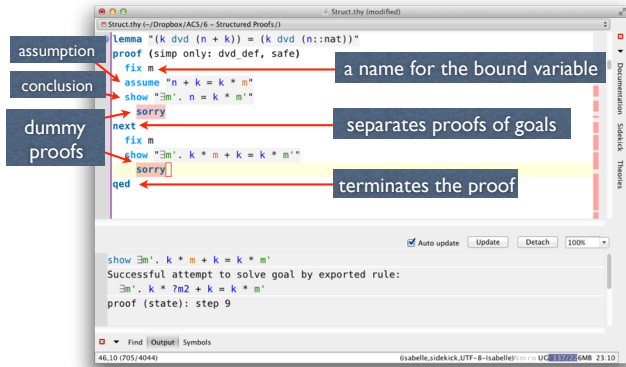 Struct.thy (modified)
Struct.thy (~/Dropbox/ACS/6 – Structured Proofs/)
lemma "(k dvd (n + k)) = (k dvd (n::nat))"
proof (simp only: dvd_def, safe)
fix m
assume "n + k = k * m"
show "∃m'. n = k * m'"
sorry
next
fix m
show "∃m'. k * m + k = k * m'"
sorry
qed
assumption
conclusion
dummy
proofs
a name for the bound variable
separates proofs of goals
terminates the proof
Documentation
Sidekick
Theories
Auto update
Update
Detach
100%
show ∃m'. k * m + k = k * m'
Successful attempt to solve goal by exported rule:
∃m'. k * ?m2 + k = k * m'
proof (state): step 9
Find
Output
Symbols
46,10 (705/4044)
(isabelle,sidekick,UTF-8-Isabelle)
23:10